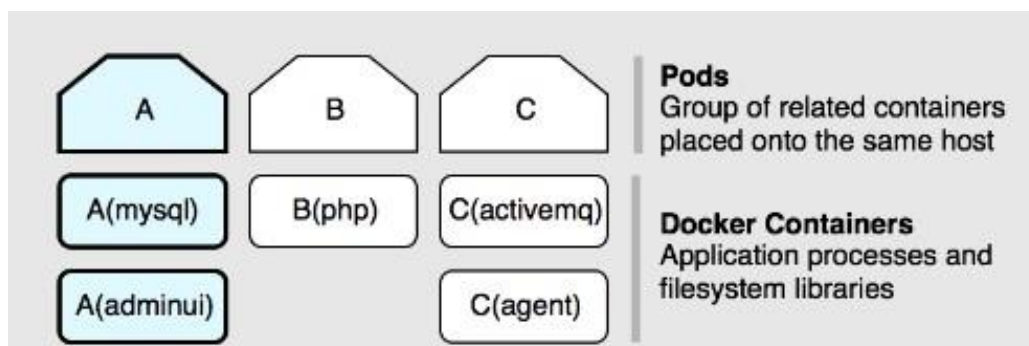 A
B
C
Pods
Group of related containers
placed onto the same host
A(mysql)
B(php)
C(activemq)
Docker Containers
Application processes and
filesystem libraries
A(adminui)
C(agent)